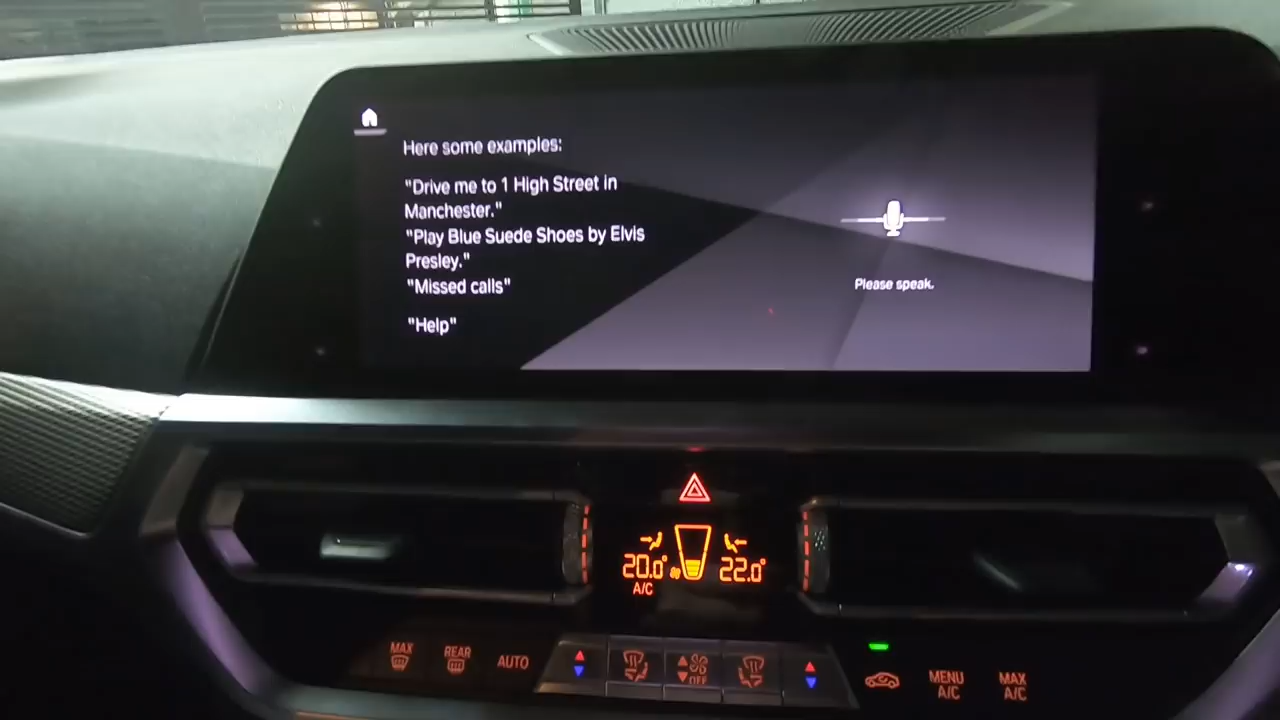 Here some examples:
"Drive me to 1 High Street in
Manchester."
"Play Blue Suede Shoes by Elvis
Presley."
"Missed calls"
"Help"
Please speak.
20.0°
22.0°
A/C
MAX
REAR
AUTO
OFF
MENU
A/C
MAX
A/C